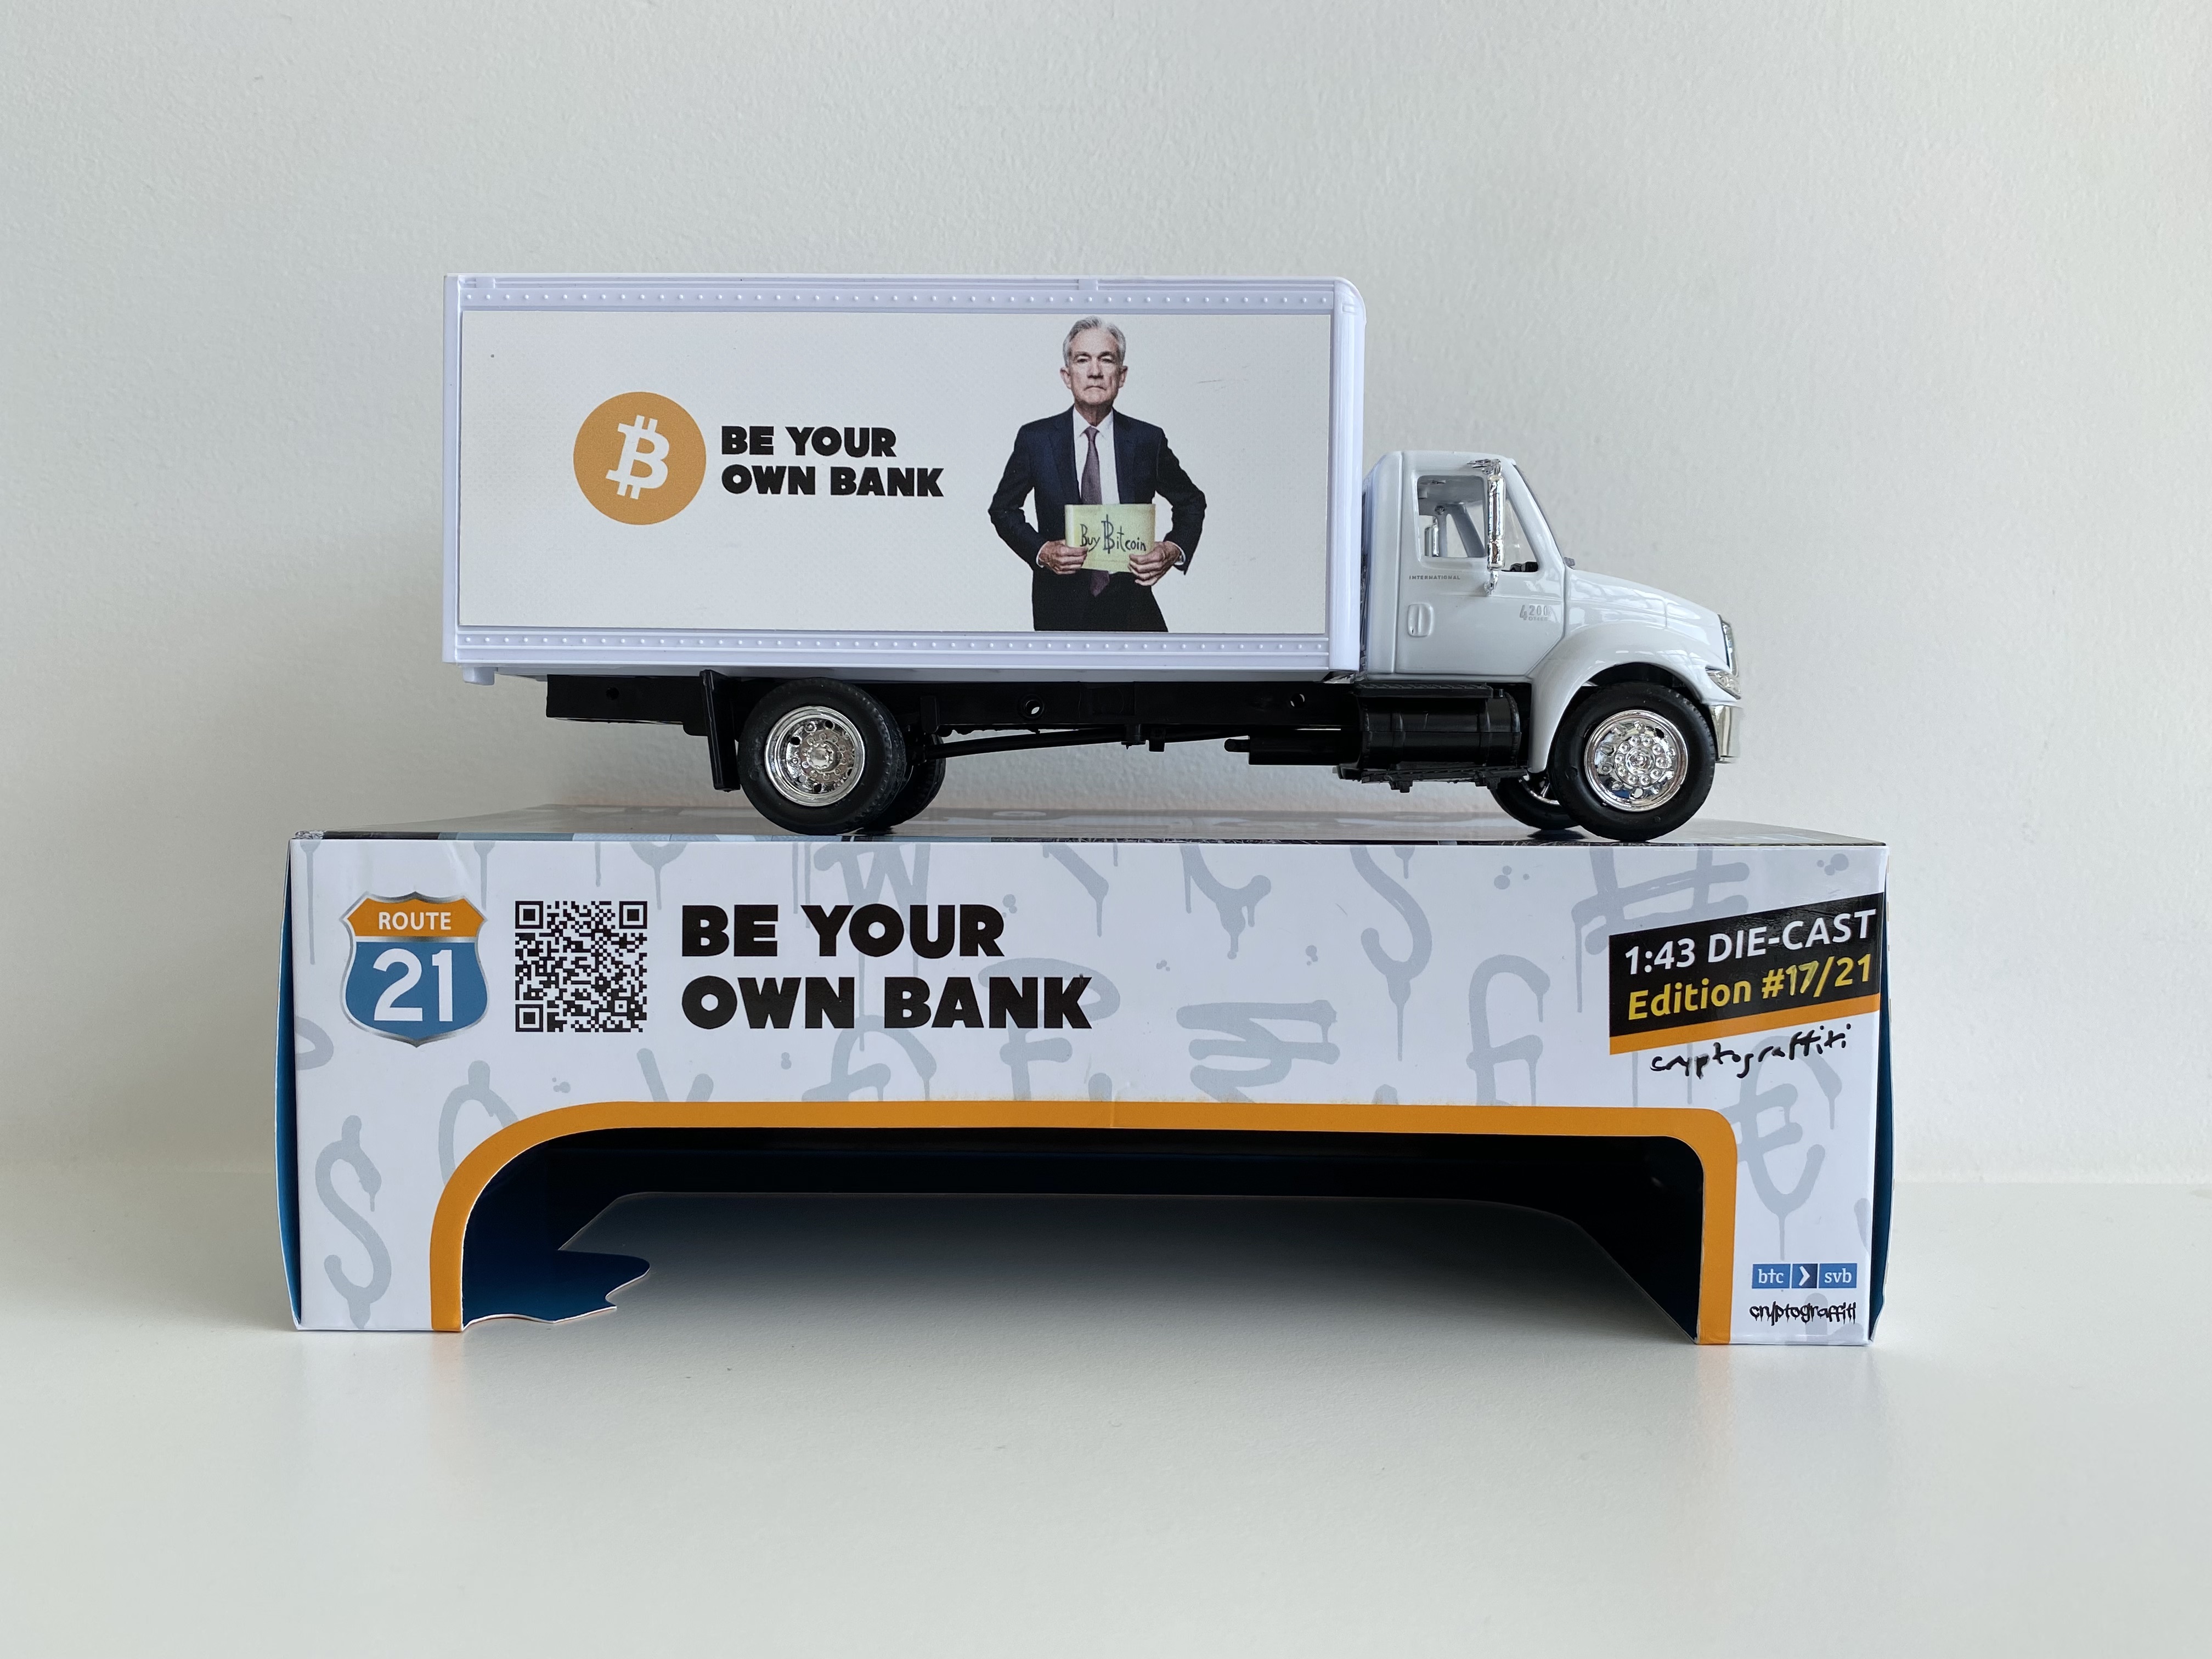 BE YOUR
OWN BANK
Buy Bitcoin
INTERNATIONAL
4200
ROUTE
21
BE YOUR
OWN BANK
1:43 DIE-CAST
Edition #17/21
cryptograffiti
btc > svb
cryptograffiti